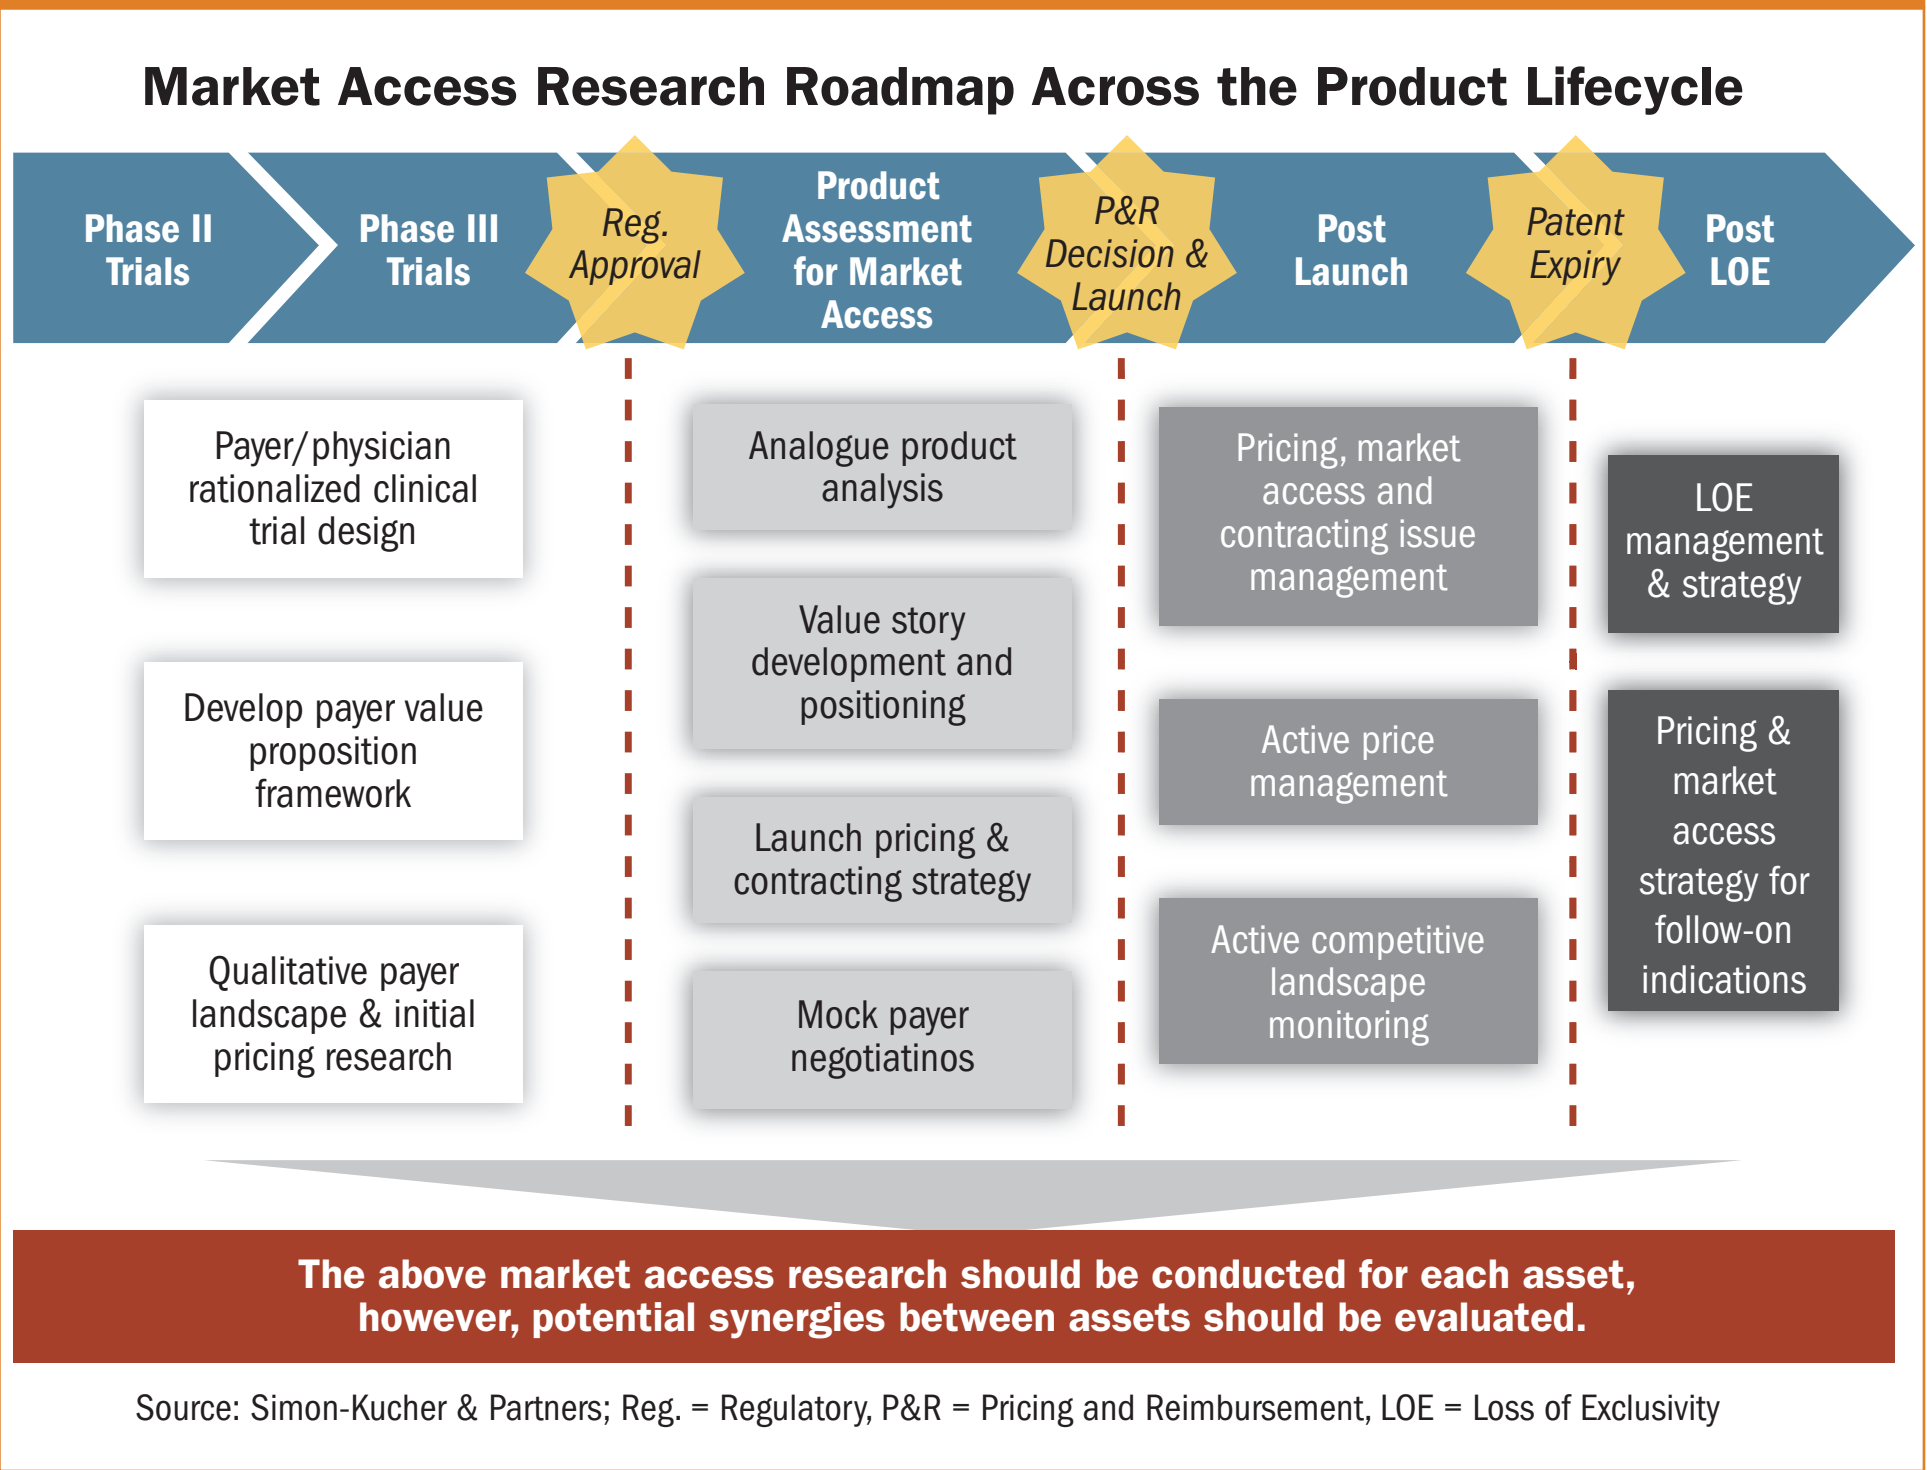 Market Access Research Roadmap Across the Product Lifecycle
Phase II
Trials
Phase III
Trials
Reg.
Approval
Product
Assessment
for Market
Access
P&R
Decision &
Launch
Post
Launch
Patent
Expiry
Post
LOE
Payer/physician
rationalized clinical
trial design
Develop payer value
proposition
framework
Qualitative payer
landscape & initial
pricing research
Analogue product
analysis
Value story
development and
positioning
Launch pricing &
contracting strategy
Mock payer
negotiatinos
Pricing, market
access and
contracting issue
management
Active price
management
Active competitive
landscape
monitoring
LOE
management
& strategy
Pricing &
market
access
strategy for
follow-on
indications
The above market access research should be conducted for each asset,
however, potential synergies between assets should be evaluated.
Source: Simon-Kucher & Partners; Reg. = Regulatory, P&R = Pricing and Reimbursement, LOE = Loss of Exclusivity